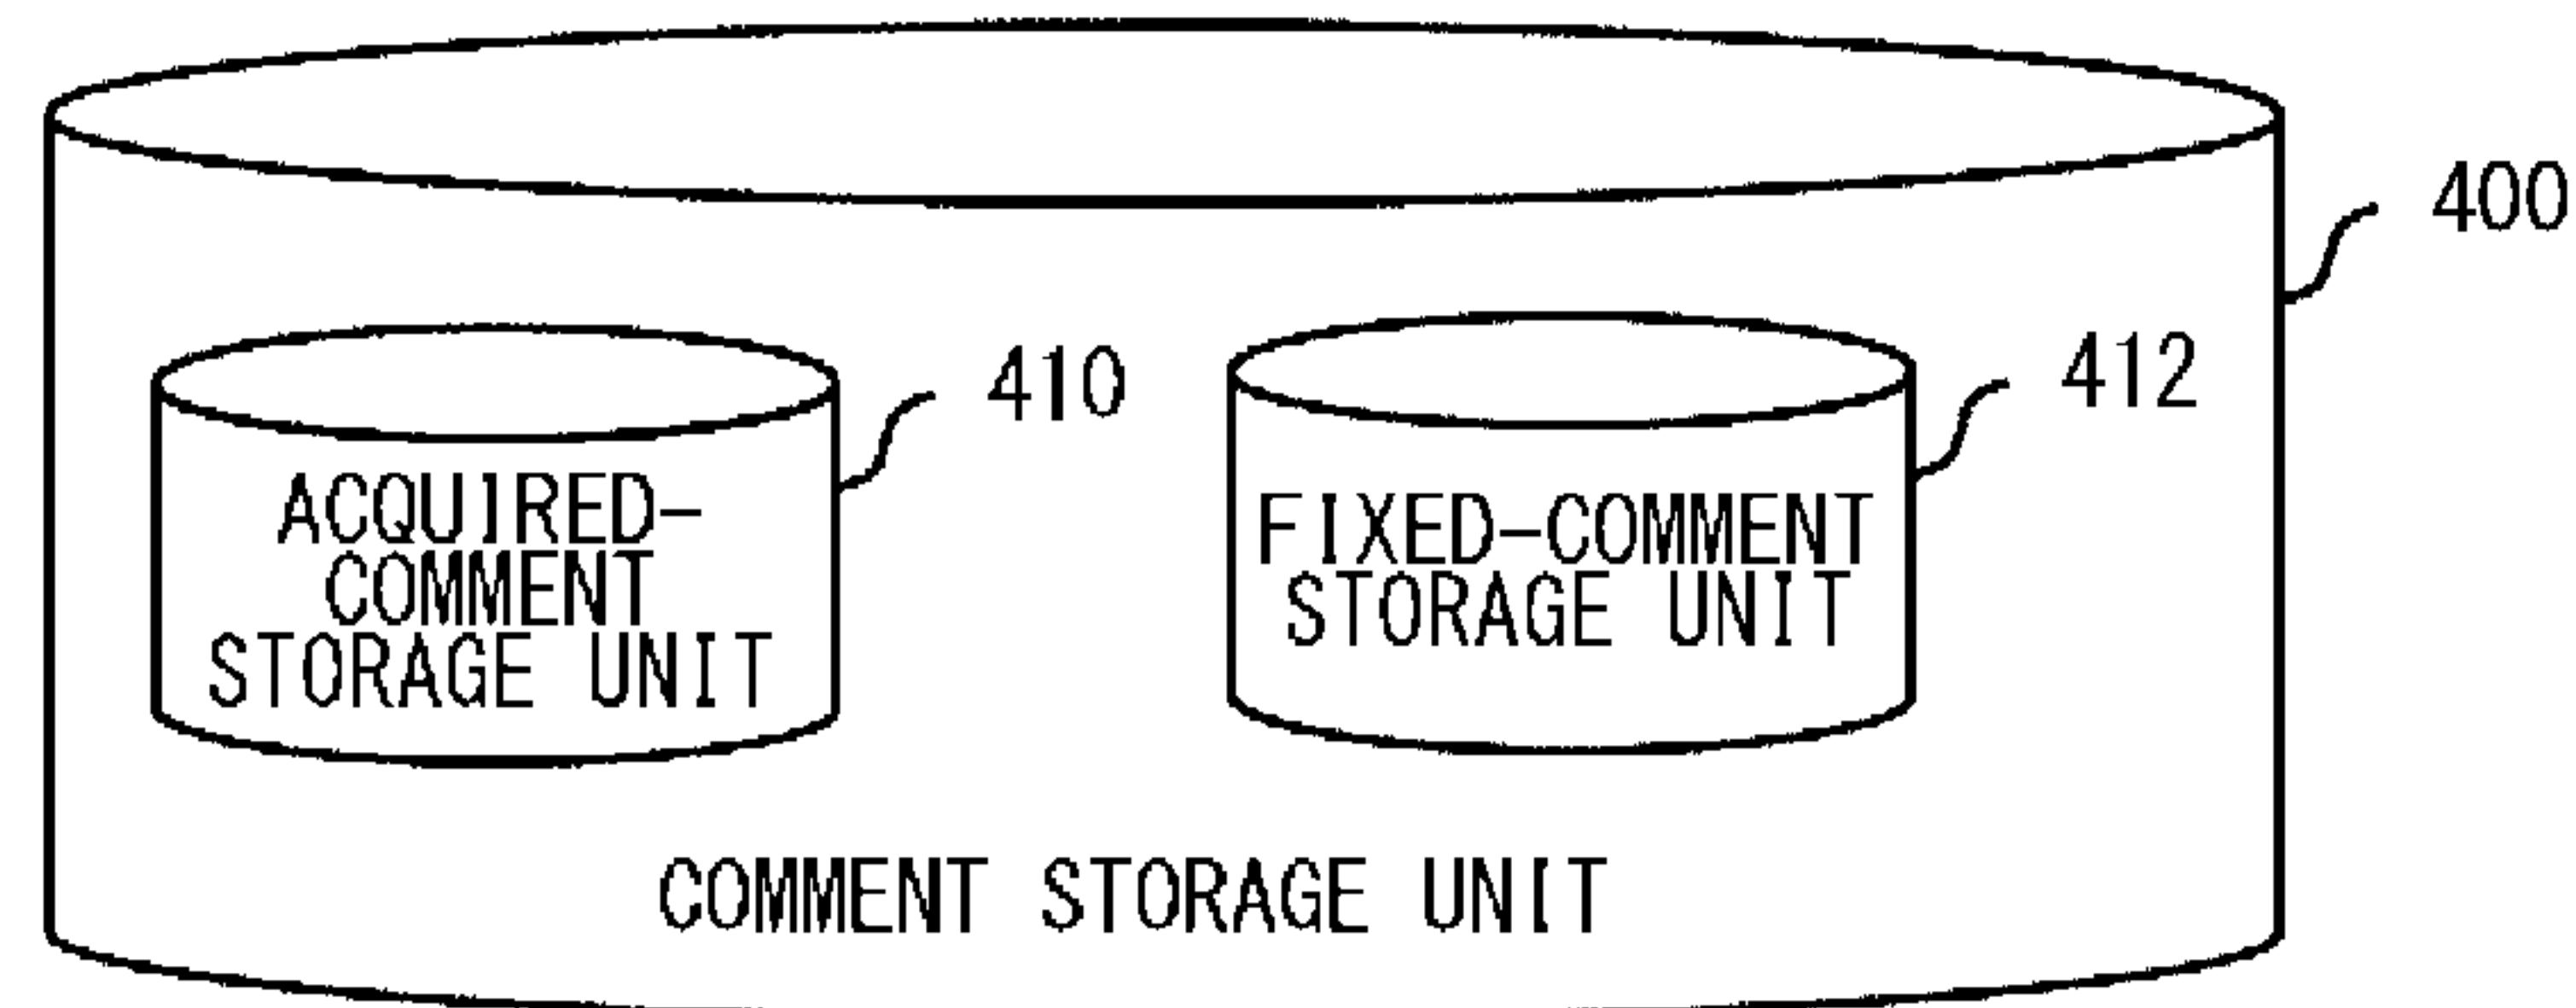 400
410
412
ACQUIRED-
COMMENT
STORAGE UNIT
FIXED-COMMENT
STORAGE UNIT
COMMENT STORAGE UNIT